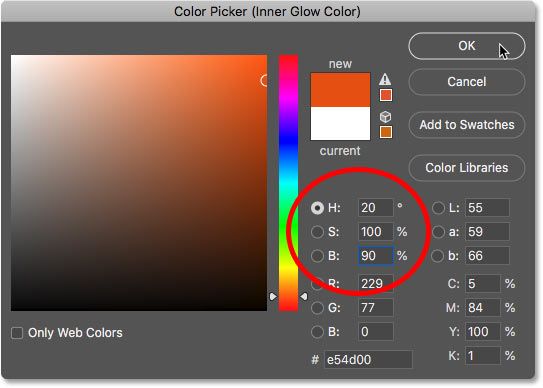 Color Picker (Inner Glow Color)
new
current
OK
Cancel
Add to Swatches
Color Libraries
H: 20 °
S: 100 %
B: 90 %
R: 229
G: 77
B: 0
# e54d00
L: 55
a: 59
b: 66
C: 5 %
M: 84 %
Y: 100 %
K: 1 %
Only Web Colors